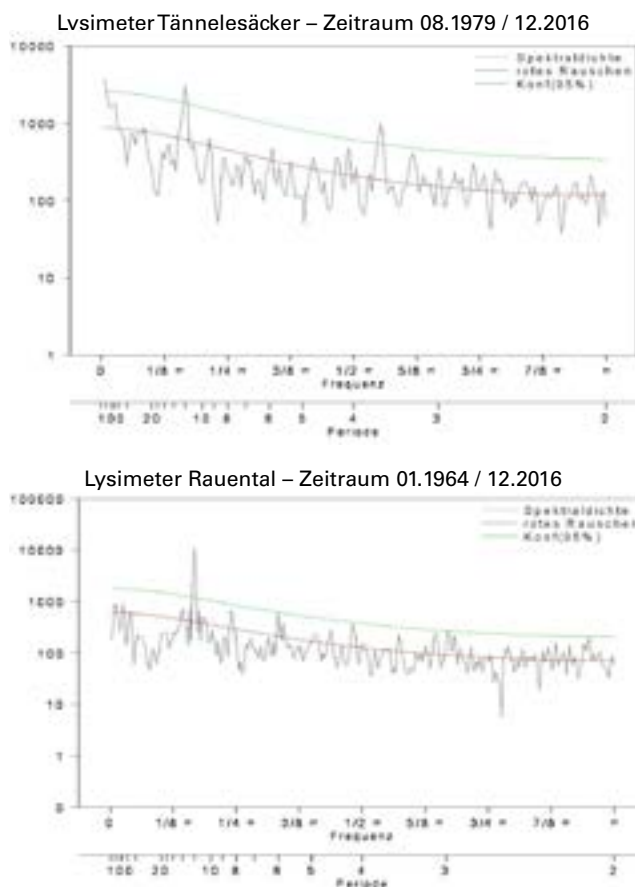 Lysimeter Tännelesäcker – Zeitraum 08.1979 / 12.2016
10000
Spektraldichte
rotes Rauschen
Konf(95%)
1000
100
10
1
0 1/8 π 1/4 π 3/8 π 1/2 π 5/8 π 3/4 π 7/8 π π
Frequenz
100 20 10 8 6 5 4 3 2
Periode
Lysimeter Rauental – Zeitraum 01.1964 / 12.2016
100000
Spektraldichte
rotes Rauschen
Konf(95%)
10000
1000
100
10
1
0
0 1/8 π 1/4 π 3/8 π 1/2 π 5/8 π 3/4 π 7/8 π π
Frequenz
100 20 10 8 6 5 4 3 2
Periode